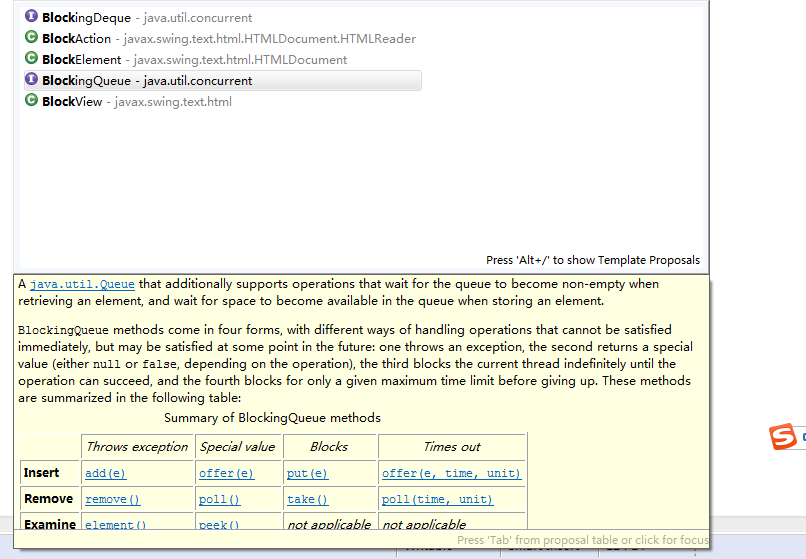 BlockingDeque - java.util.concurrent
BlockAction - javax.swing.text.html.HTMLDocument.HTMLReader
BlockElement - javax.swing.text.html.HTMLDocument
BlockingQueue - java.util.concurrent
BlockView - javax.swing.text.html
Press 'Alt+/' to show Template Proposals
A java.util.Queue that additionally supports operations that wait for the queue to become non-empty when
retrieving an element, and wait for space to become available in the queue when storing an element.
BlockingQueue methods come in four forms, with different ways of handling operations that cannot be satisfied
immediately, but may be satisfied at some point in the future: one throws an exception, the second returns a special
value (either null or false, depending on the operation), the third blocks the current thread indefinitely until the
operation can succeed, and the fourth blocks for only a given maximum time limit before giving up. These methods
are summarized in the following table:
Summary of BlockingQueue methods
Throws exception Special value Blocks Times out
Insert add(e) offer(e) put(e) offer(e, time, unit)
Remove remove() poll() take() poll(time, unit)
Examine element() peek() not applicable not applicable
Press 'Tab' from proposal table or click for focus